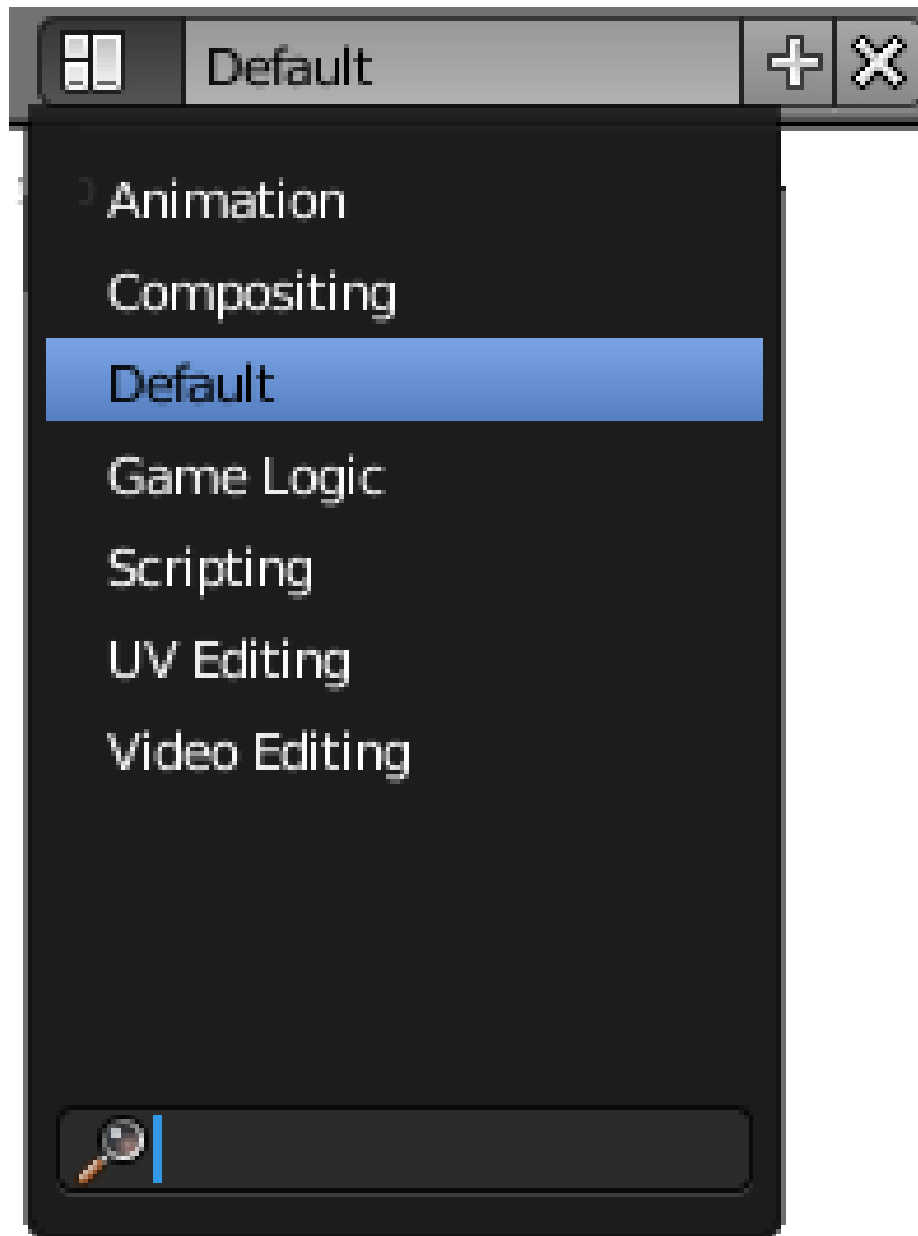 Default
Animation
Compositing
Default
Game Logic
Scripting
UV Editing
Video Editing